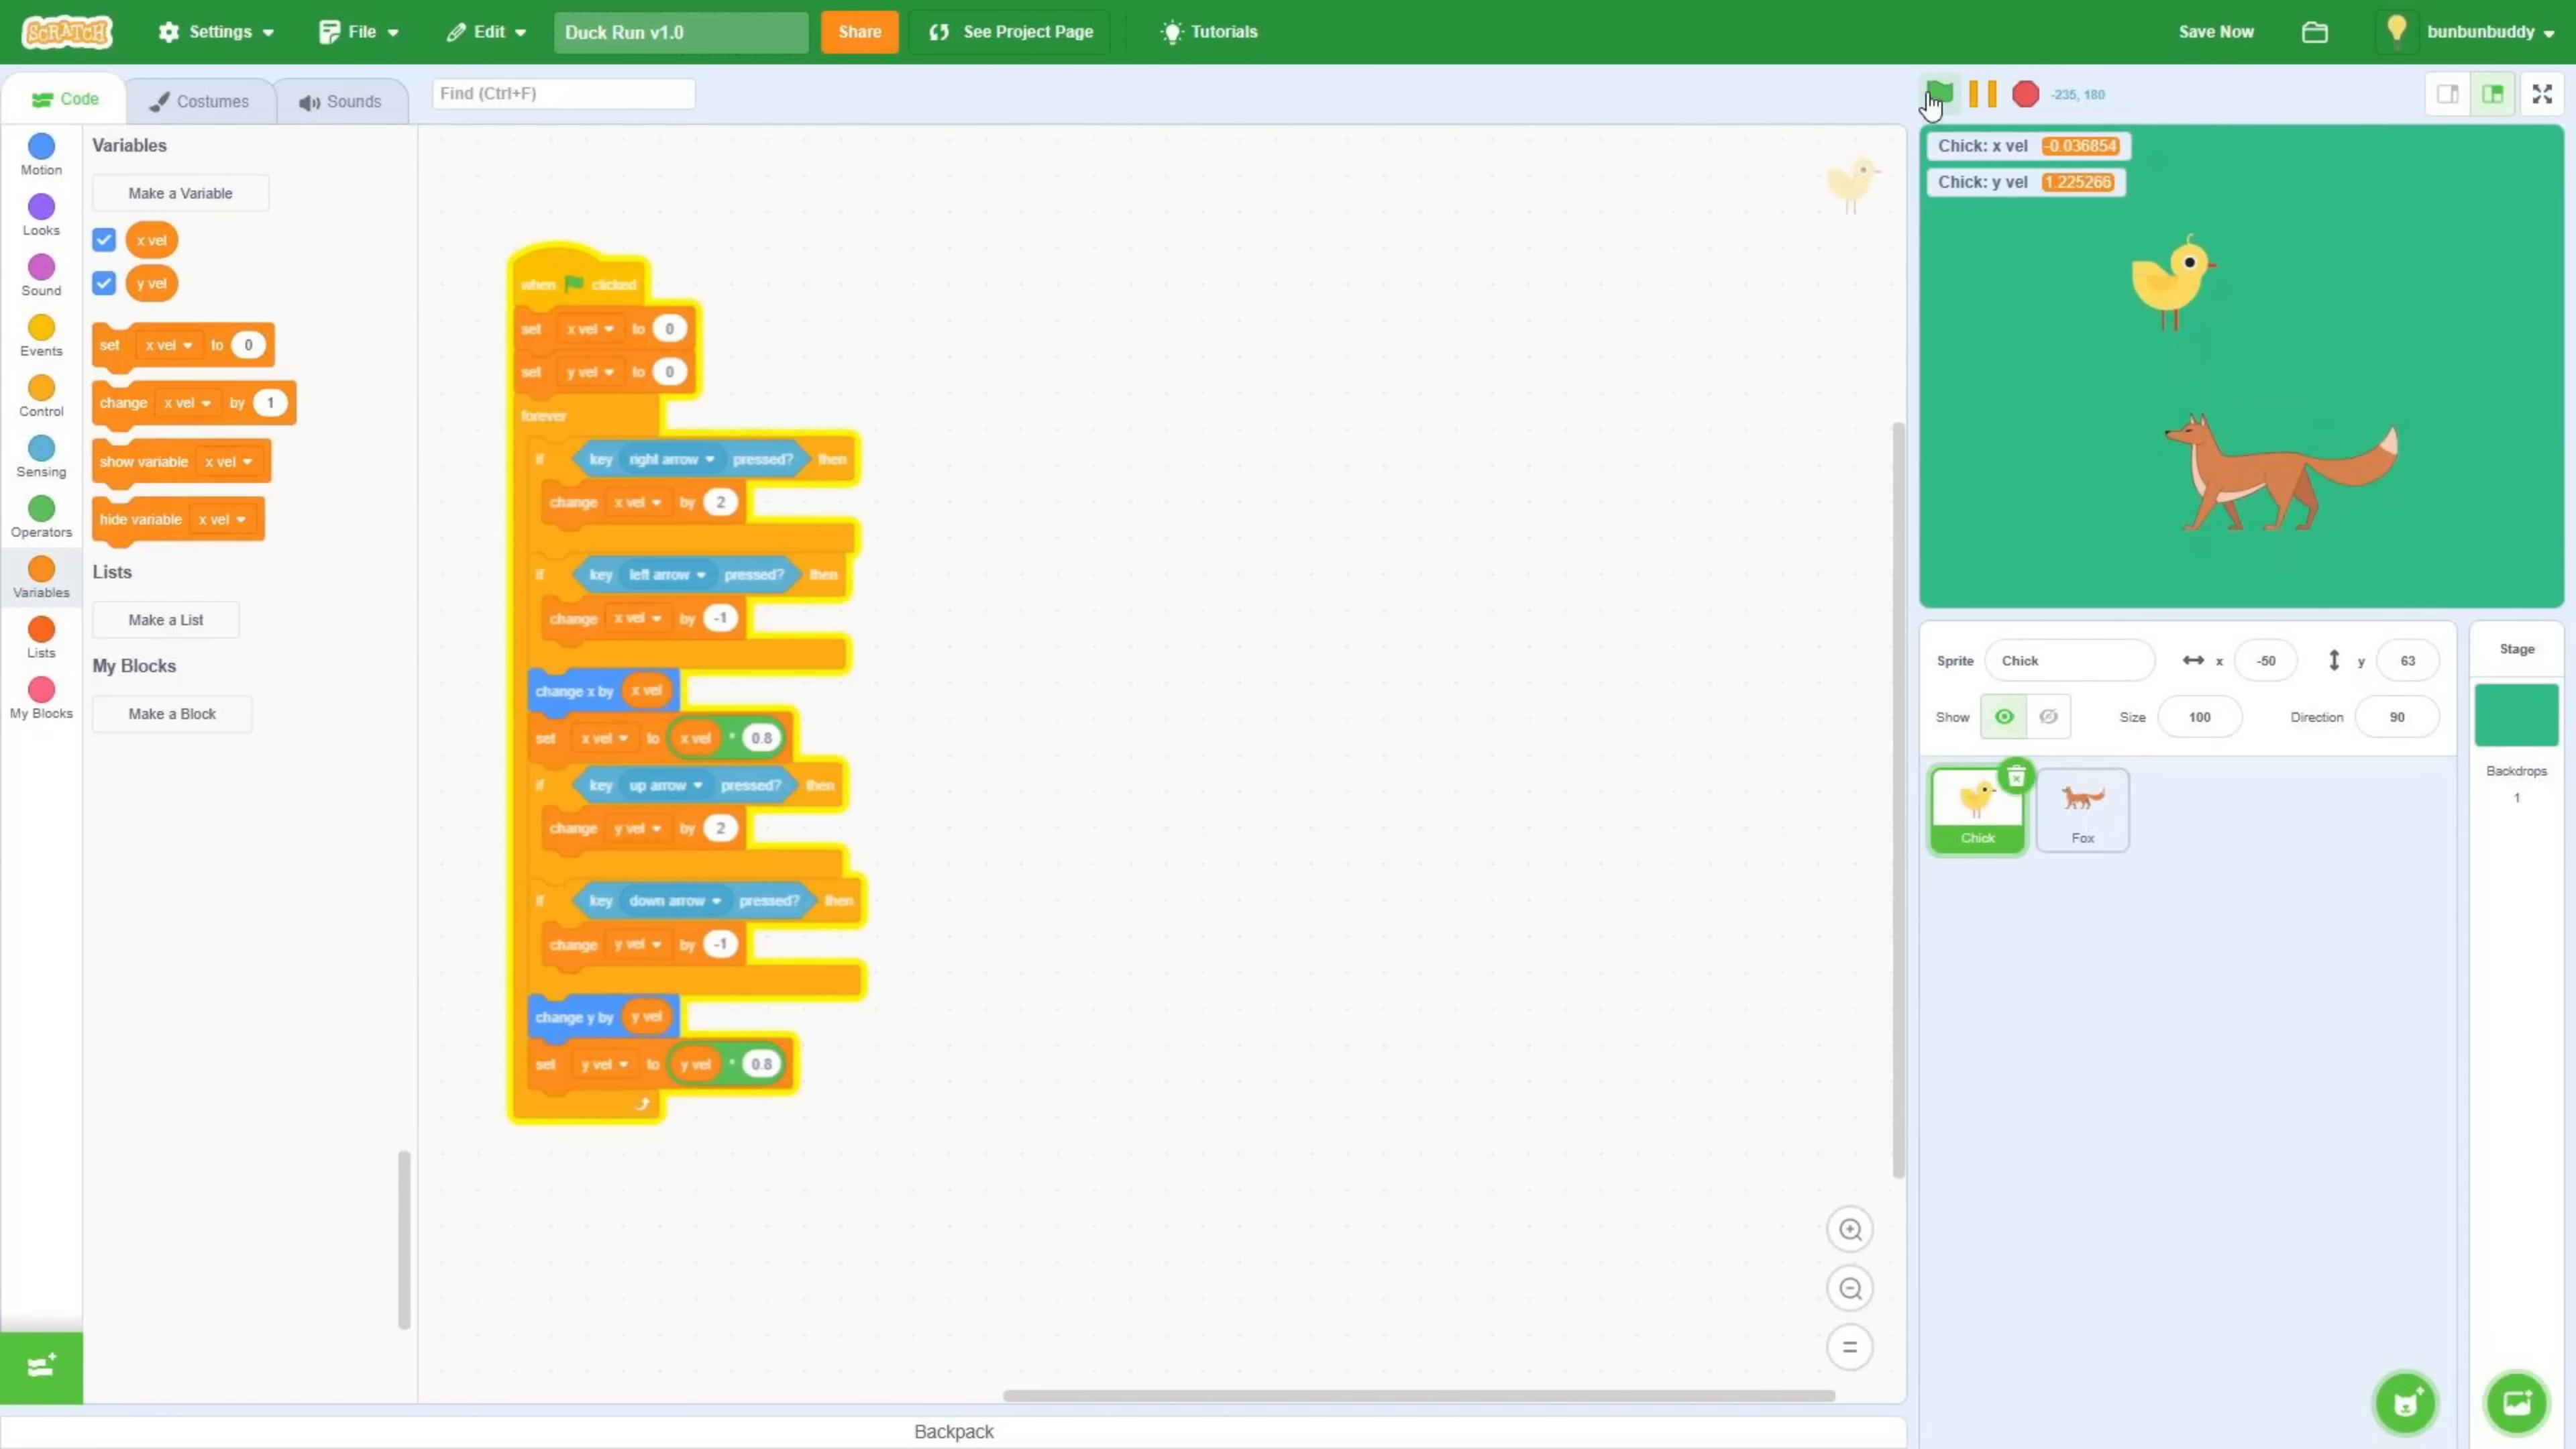 SCRATCH Settings File Edit Duck Run v1.0 Share See Project Page Tutorials Save Now bunbunbuddy
Code Costumes Sounds Find (Ctrl+F) -235, 180
Motion
Looks
Sound
Events
Control
Sensing
Operators
Variables
Lists
My Blocks
Variables
Make a Variable
x vel
y vel
set x vel to 0
change x vel by 1
show variable x vel
hide variable x vel
Lists
Make a List
My Blocks
Make a Block
when clicked
set x vel to 0
set y vel to 0
forever
if key right arrow pressed? then
change x vel by 2
if key left arrow pressed? then
change x vel by -1
change x by x vel
set x vel to x vel * 0.8
if key up arrow pressed? then
change y vel by 2
if key down arrow pressed? then
change y vel by -1
change y by y vel
set y vel to y vel * 0.8
Chick: x vel -0.036854
Chick: y vel 1.225266
Sprite Chick x -50 y 63
Show Size 100 Direction 90
Chick Fox
Stage
Backdrops
1
Backpack